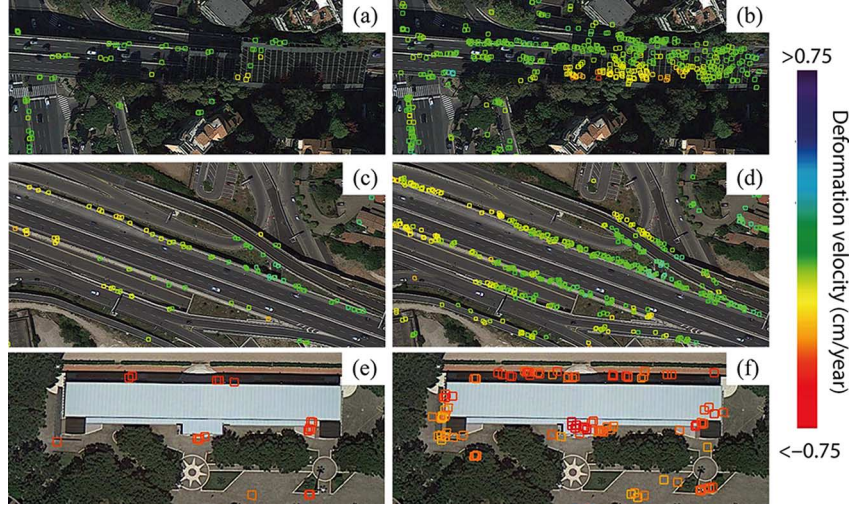 (a)
(b)
(c)
(d)
(e)
(f)
>0.75
Deformation velocity (cm/year)
<-0.75